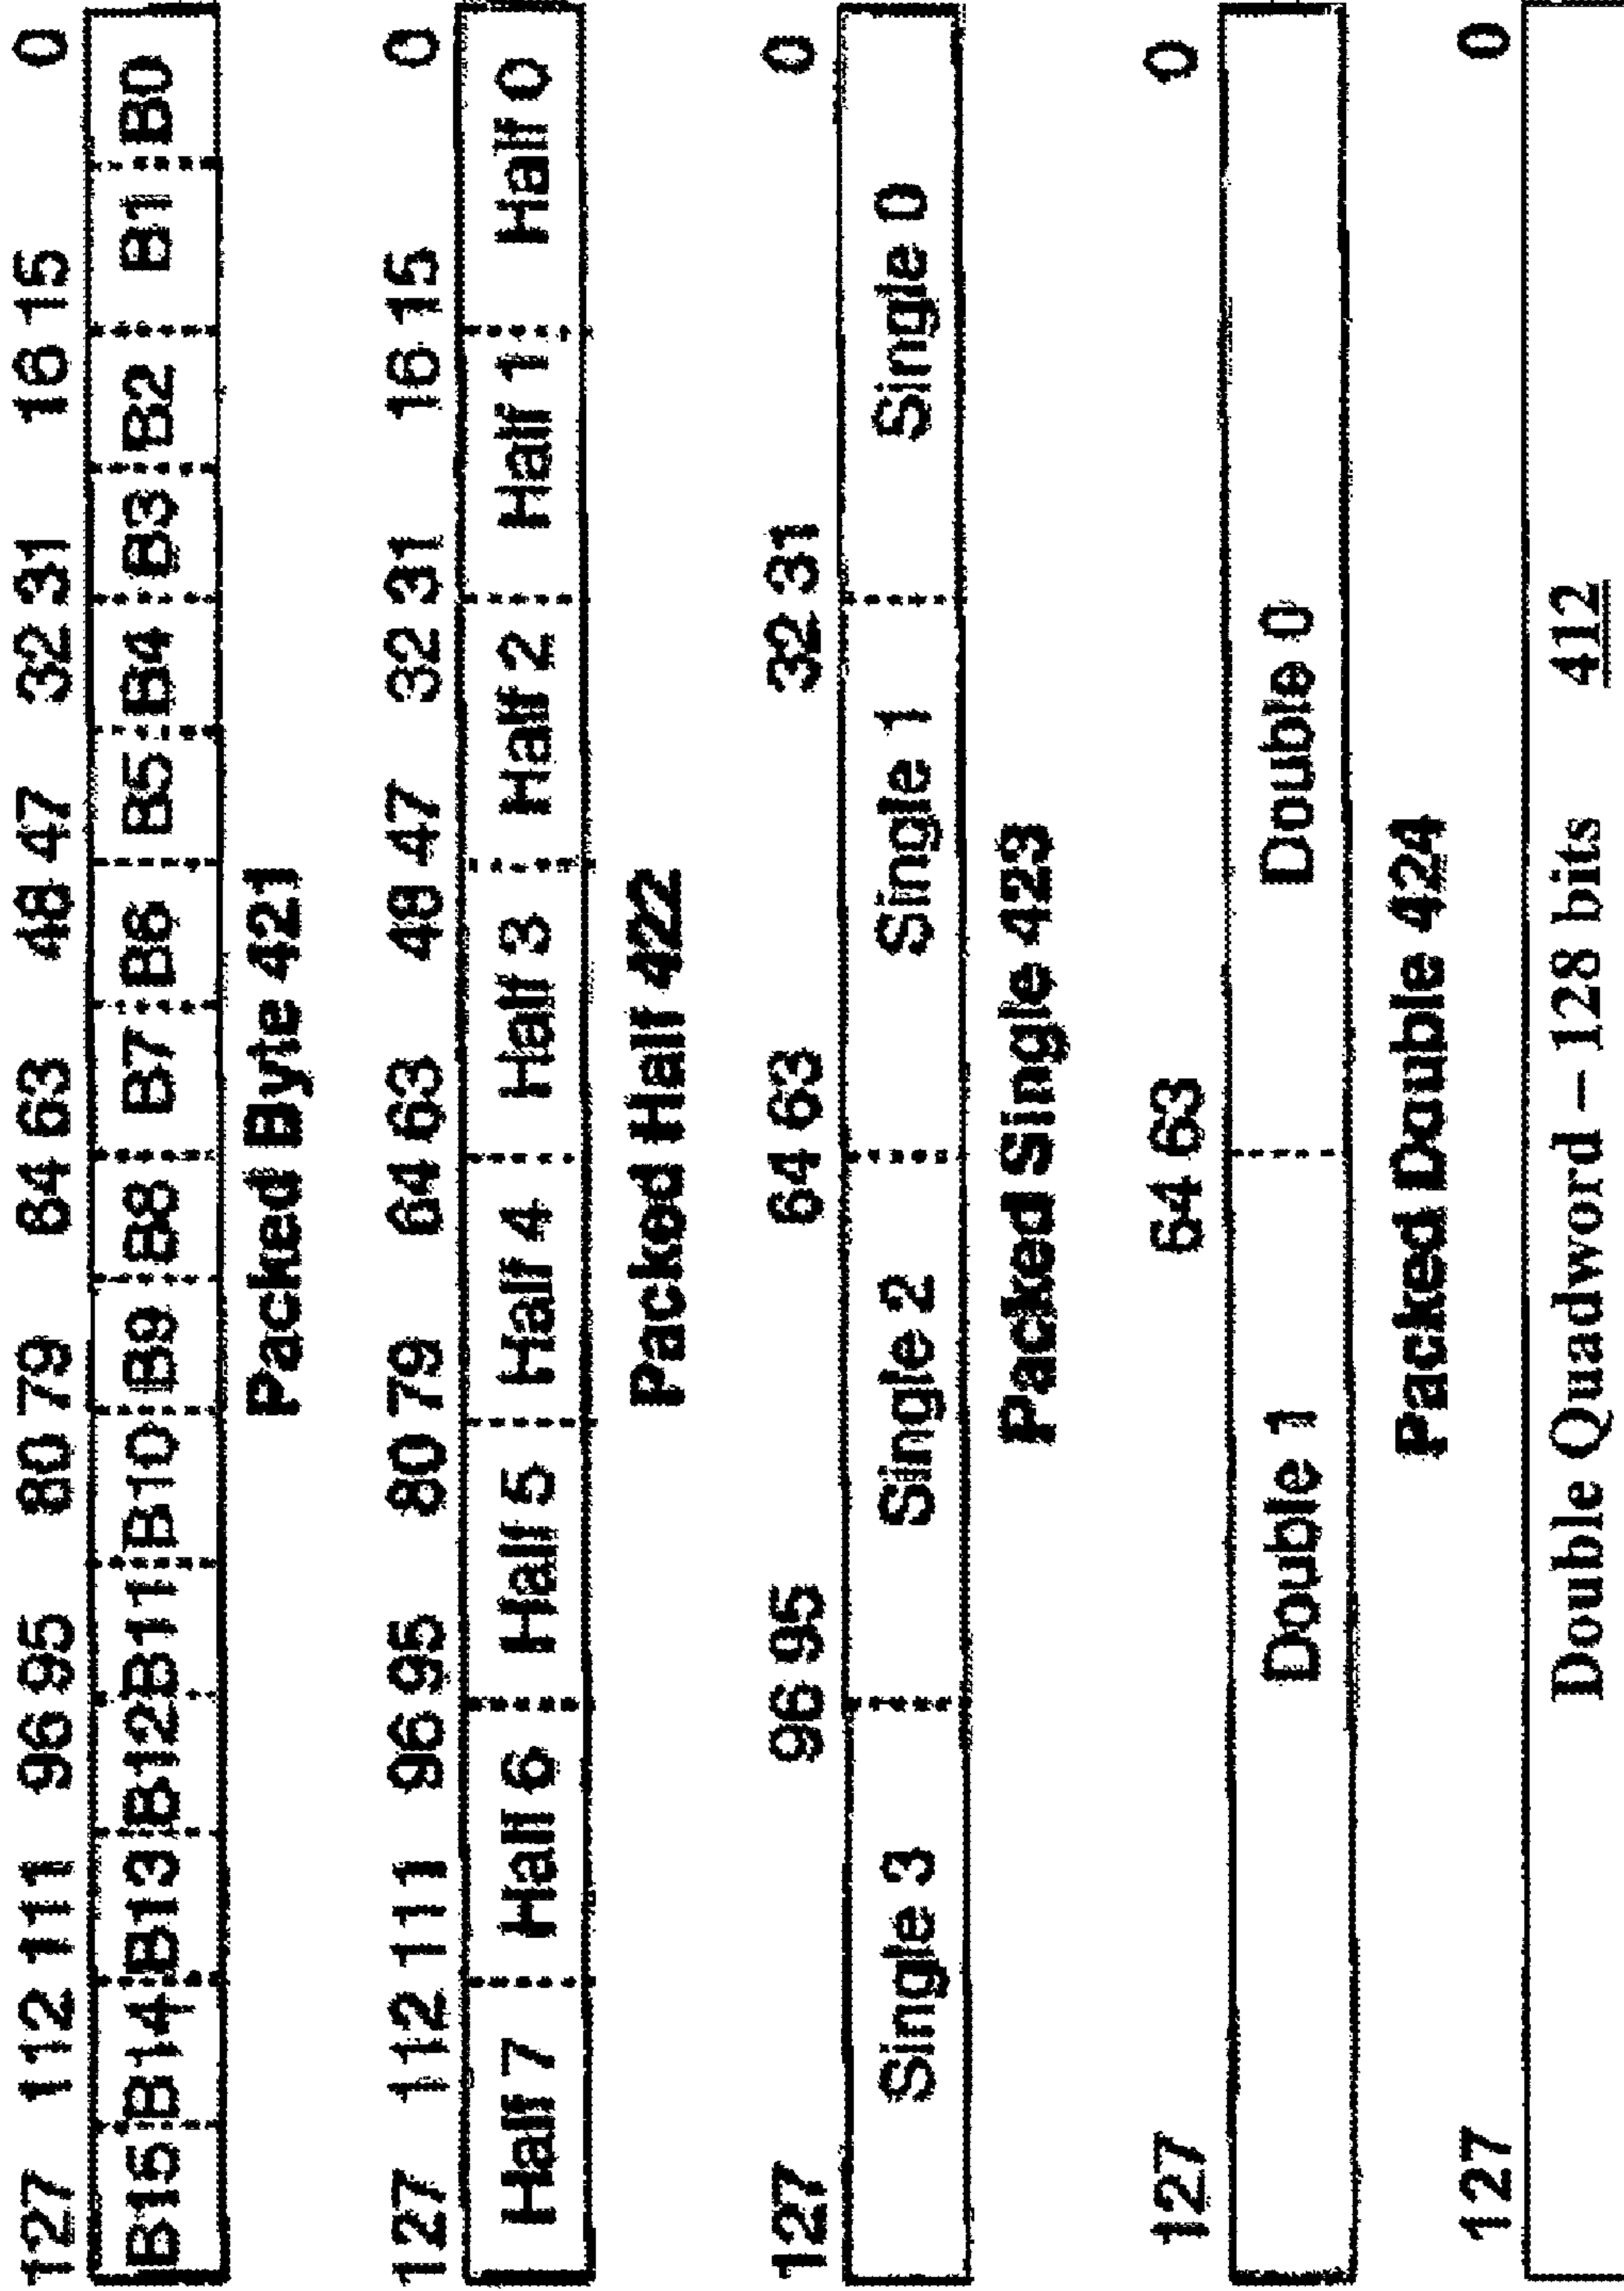 127 112 111 96 95 80 79 64 63 48 47 32 31 16 15 0
B15 B14 B13 B12 B11 B10 B9 B8 B7 B6 B5 B4 B3 B2 B1 B0
Packed Byte 421
127 112 111 96 95 80 79 64 63 48 47 32 31 16 15 0
Half 7 Half 6 Half 5 Half 4 Half 3 Half 2 Half 1 Half 0
Packed Half 422
127 96 95 64 63 32 31 0
Single 3 Single 2 Single 1 Single 0
Packed Single 423
127 64 63 0
Double 1 Double 0
Packed Double 424
127 0
Double Quadword – 128 bits 412